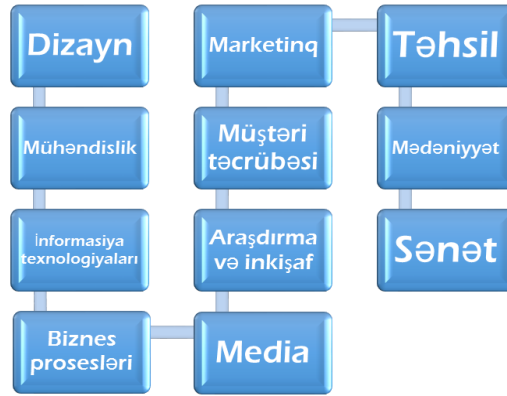 Dizayn
Mühəndislik
İnformasiya
texnologiyaları
Biznes
prosesləri
Media
Araşdırma
və inkişaf
Müştəri
təcrübəsi
Marketinq
Təhsil
Mədəniyyət
Sənət